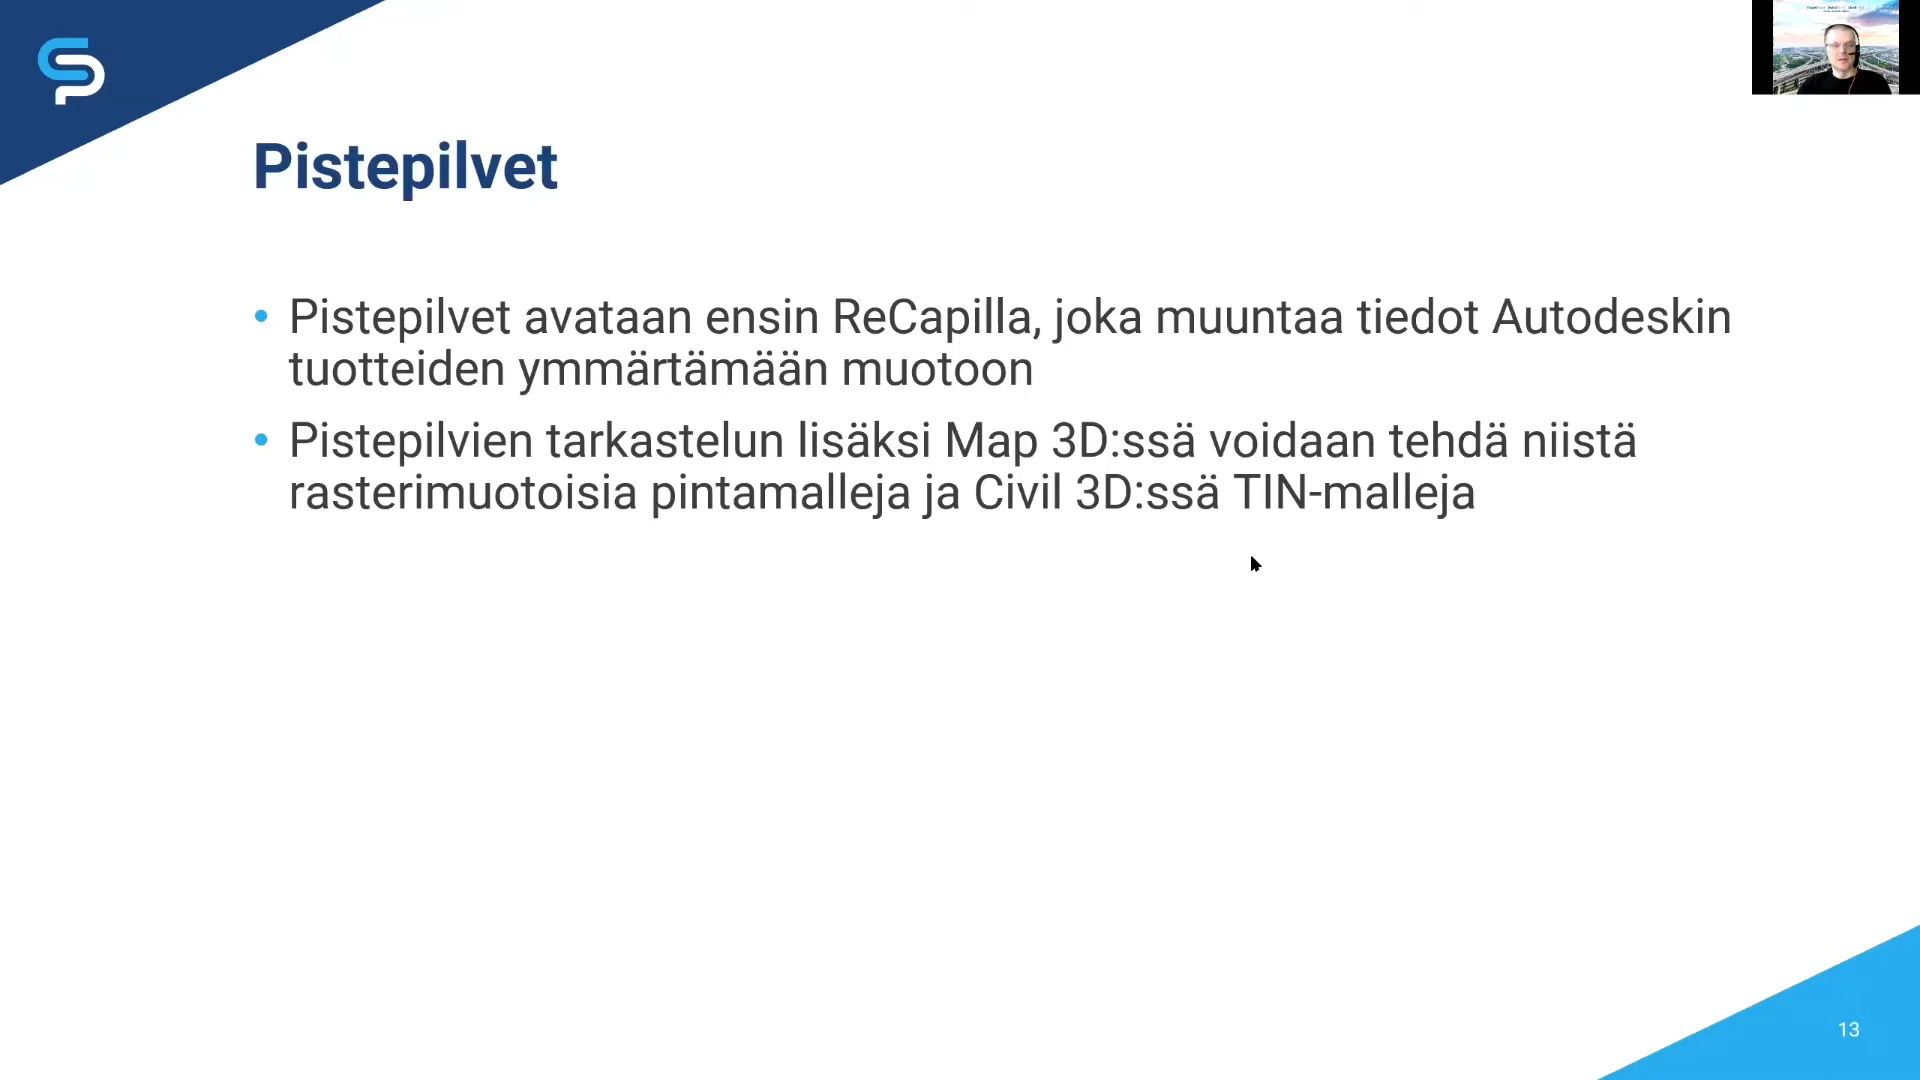 Pistepilvet
• Pistepilvet avataan ensin ReCapilla, joka muuntaa tiedot Autodeskin
tuotteiden ymmärtämään muotoon
• Pistepilvien tarkastelun lisäksi Map 3D:ssä voidaan tehdä niistä
rasterimuotoisia pintamalleja ja Civil 3D:ssä TIN-malleja
13